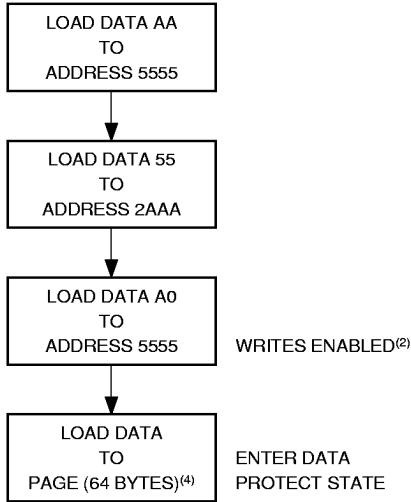 LOAD DATA AA
TO
ADDRESS 5555
LOAD DATA 55
TO
ADDRESS 2AAA
LOAD DATA A0
TO
ADDRESS 5555
WRITES ENABLED(2)
LOAD DATA
TO
PAGE (64 BYTES)(4)
ENTER DATA
PROTECT STATE